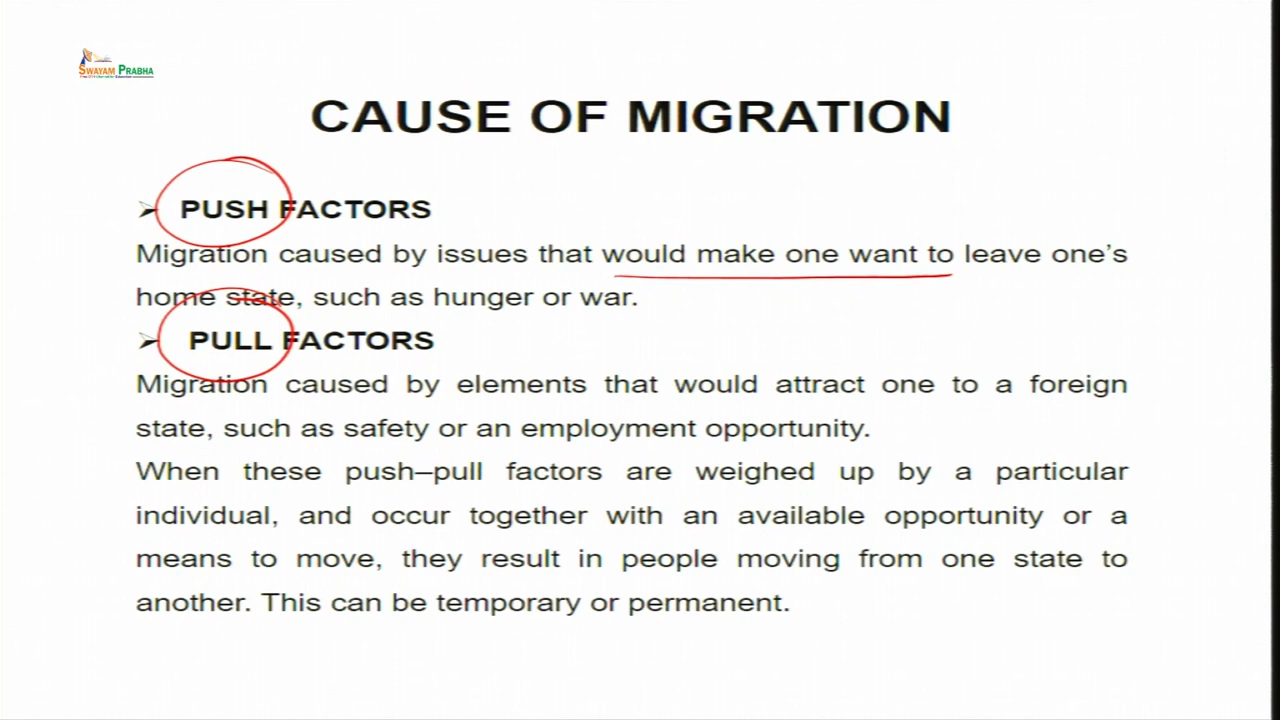 SWAYAM PRABHA
CAUSE OF MIGRATION
➢ PUSH FACTORS
Migration caused by issues that would make one want to leave one's
home state, such as hunger or war.
➢ PULL FACTORS
Migration caused by elements that would attract one to a foreign
state, such as safety or an employment opportunity.
When these push–pull factors are weighed up by a particular
individual, and occur together with an available opportunity or a
means to move, they result in people moving from one state to
another. This can be temporary or permanent.